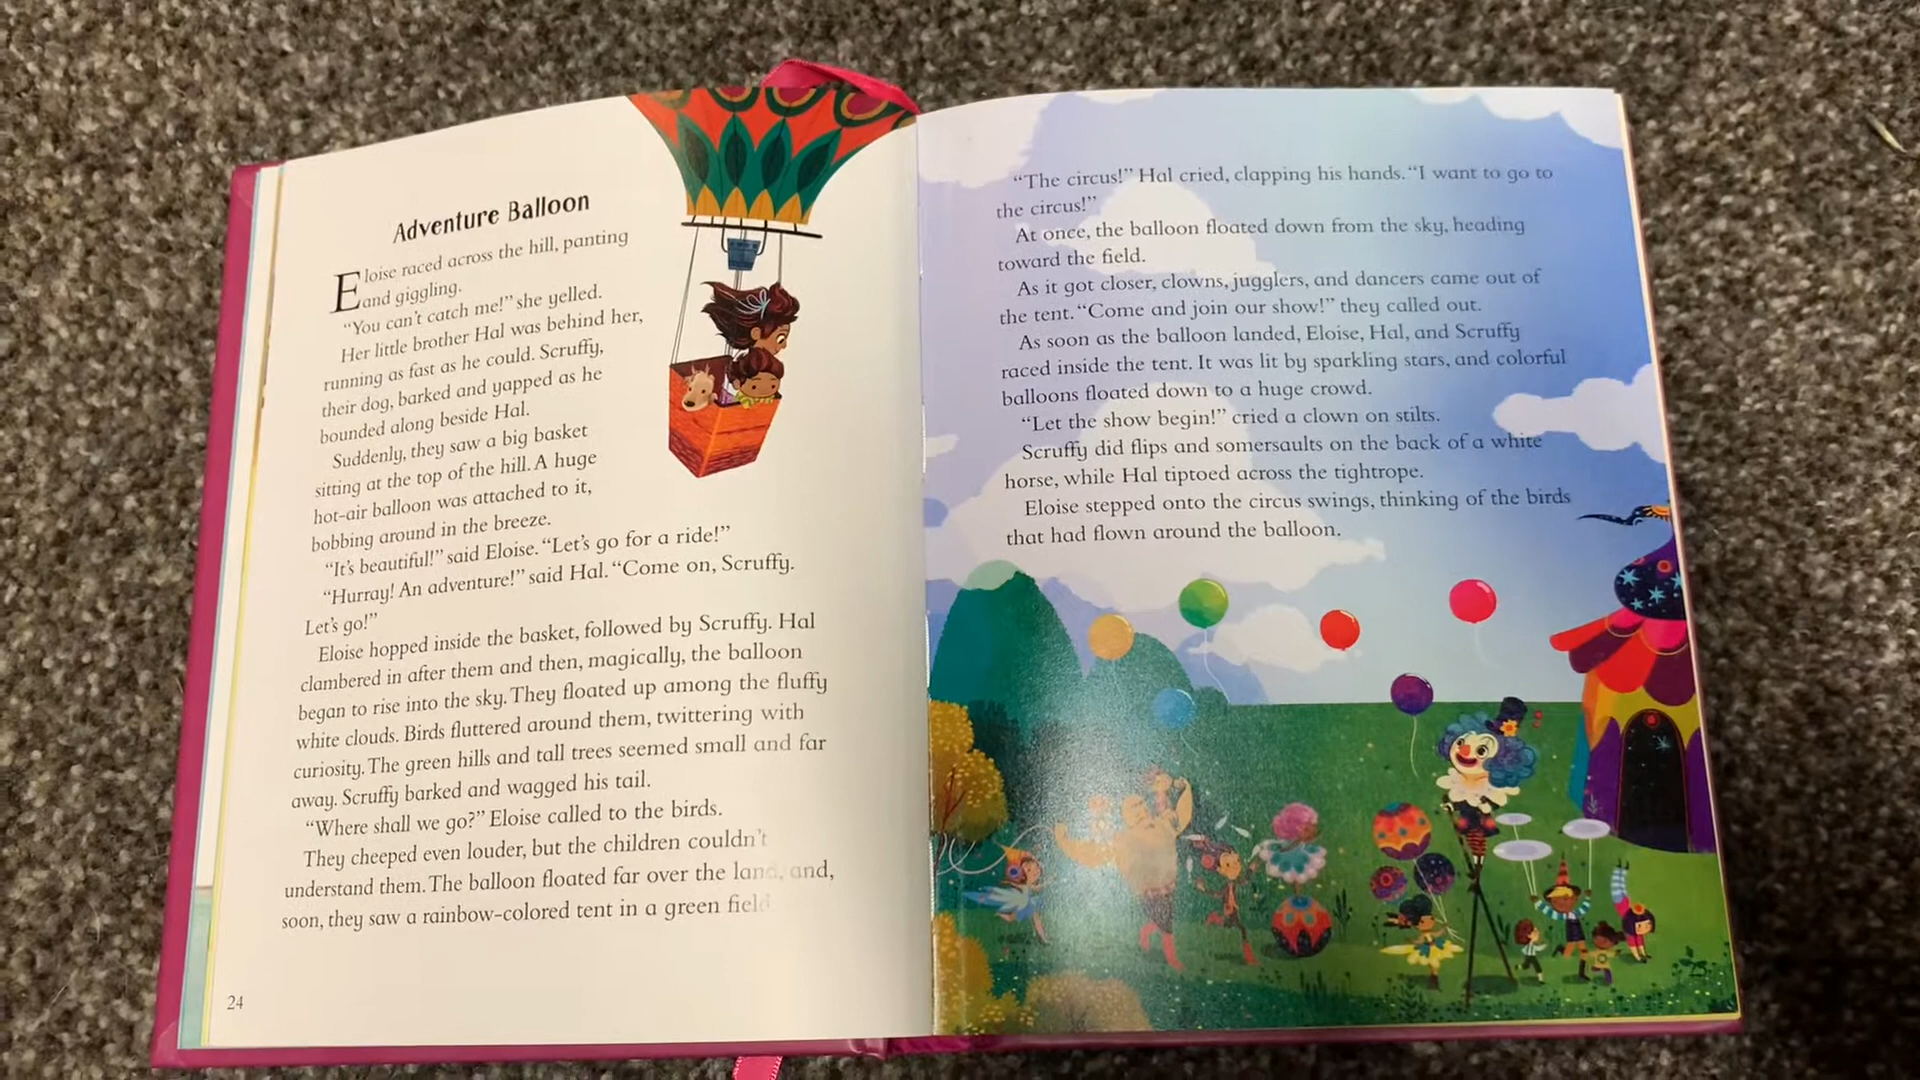 Adventure Balloon
Eloise raced across the hill, panting
and giggling.
“You can’t catch me!” she yelled.
Her little brother Hal was behind her,
running as fast as he could. Scruffy,
their dog, barked and yapped as he
bounded along beside Hal.
Suddenly, they saw a big basket
sitting at the top of the hill. A huge
hot-air balloon was attached to it,
bobbing around in the breeze.
“It’s beautiful!” said Eloise. “Let’s go for a ride!”
“Hurray! An adventure!” said Hal. “Come on, Scruffy.
Let’s go!”
Eloise hopped inside the basket, followed by Scruffy. Hal
clambered in after them and then, magically, the balloon
began to rise into the sky. They floated up among the fluffy
white clouds. Birds fluttered around them, twittering with
curiosity. The green hills and tall trees seemed small and far
away. Scruffy barked and wagged his tail.
“Where shall we go?” Eloise called to the birds.
They cheeped even louder, but the children couldn’t
understand them. The balloon floated far over the land, and,
soon, they saw a rainbow-colored tent in a green field
24
“The circus!” Hal cried, clapping his hands. “I want to go to
the circus!”
At once, the balloon floated down from the sky, heading
toward the field.
As it got closer, clowns, jugglers, and dancers came out of
the tent. “Come and join our show!” they called out.
As soon as the balloon landed, Eloise, Hal, and Scruffy
raced inside the tent. It was lit by sparkling stars, and colorful
balloons floated down to a huge crowd.
“Let the show begin!” cried a clown on stilts.
Scruffy did flips and somersaults on the back of a white
horse, while Hal tiptoed across the tightrope.
Eloise stepped onto the circus swings, thinking of the birds
that had flown around the balloon.